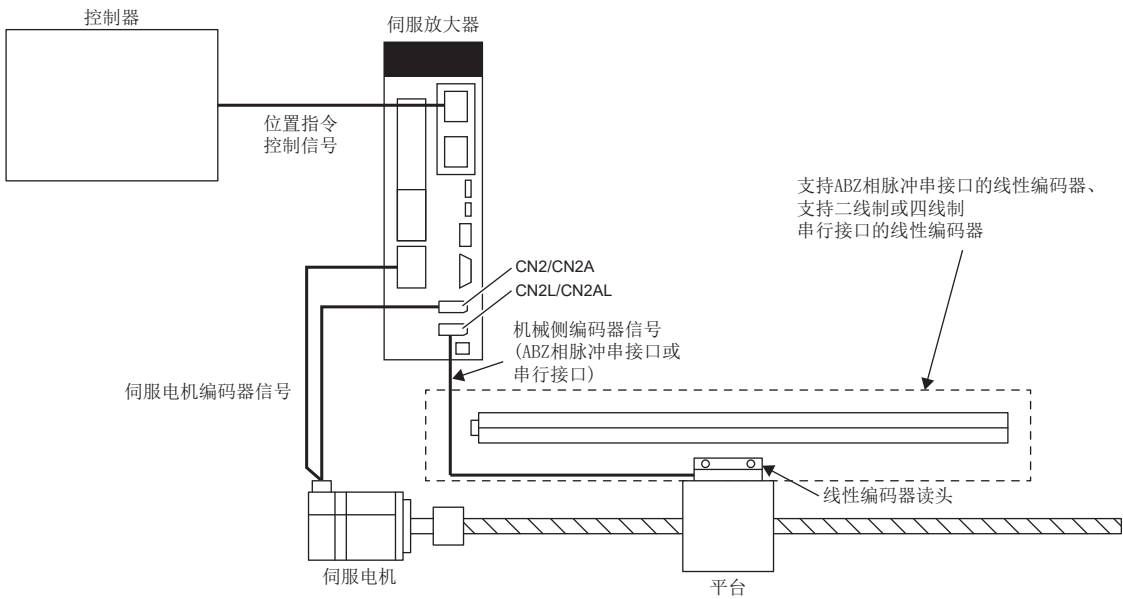 控制器
伺服放大器
位置指令
控制信号
支持ABZ相脉冲串接口的线性编码器、
支持二线制或四线制
串行接口的线性编码器
CN2/CN2A
CN2L/CN2AL
机械侧编码器信号
(ABZ相脉冲串接口或
串行接口)
伺服电机编码器信号
线性编码器读头
伺服电机
平台